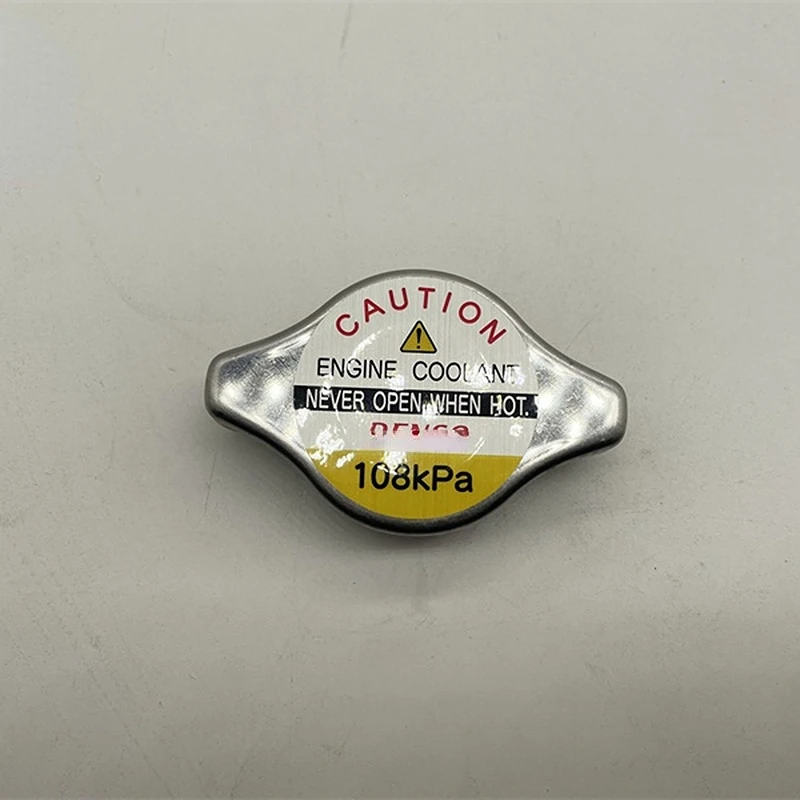 CAUTION
ENGINE COOLANT
NEVER OPEN WHEN HOT.
108kPa